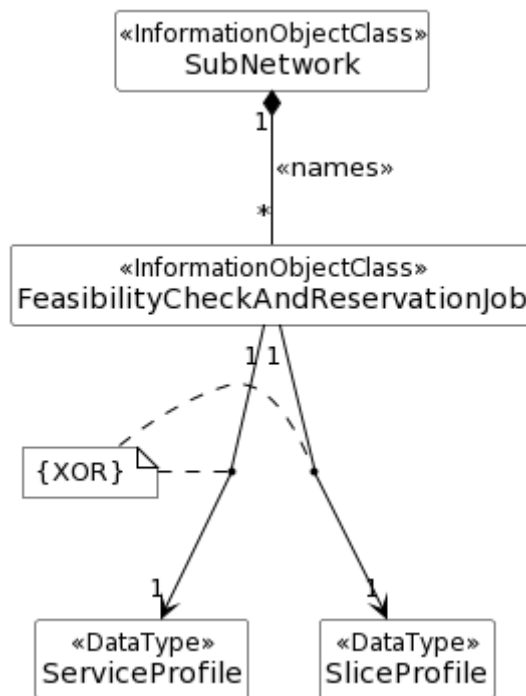 «InformationObjectClass»
SubNetwork
1
«names»
*
«InformationObjectClass»
FeasibilityCheckAndReservationJob
1 1
{XOR}
1 1
«DataType»
ServiceProfile
«DataType»
SliceProfile